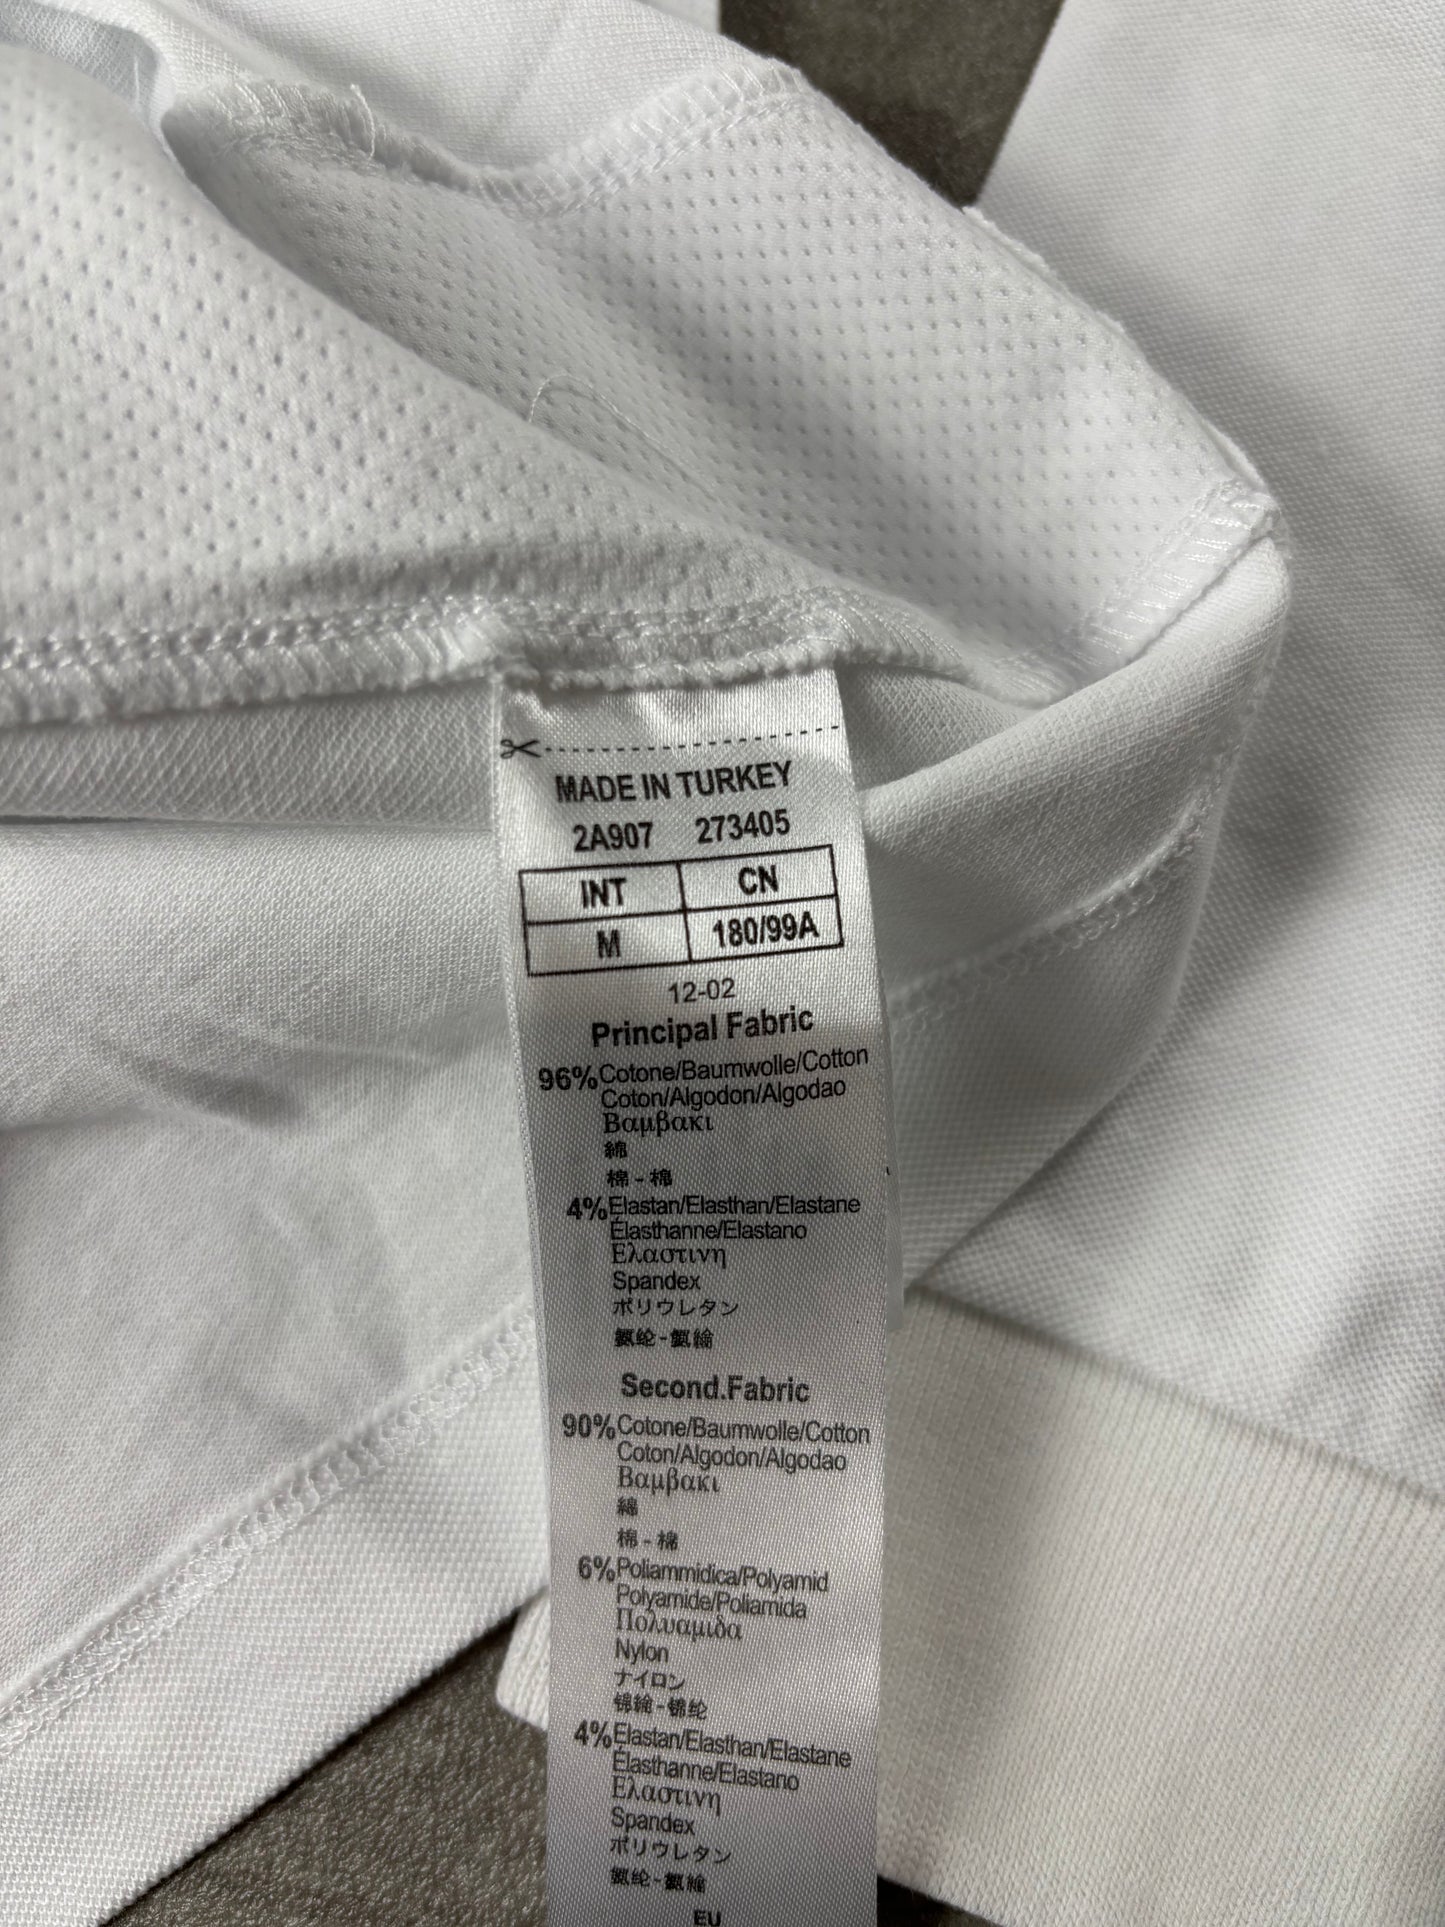 MADE IN TURKEY
2A907 273405
INT CN
M 180/99A
12-02
Principal Fabric
96% Cotone/Baumwolle/Cotton
Coton/Algodon/Algodao
Βαμβακι
綿
棉 - 棉
4% Elastan/Elasthan/Elastane
Élasthanne/Elastano
Ελαστινη
Spandex
ポリウレタン
氨纶 - 氨綸
Second.Fabric
90% Cotone/Baumwolle/Cotton
Coton/Algodon/Algodao
Βαμβακι
綿
棉 - 棉
6% Poliammidica/Polyamid
Polyamide/Poliamida
Πολυαμιδα
Nylon
ナイロン
锦綸 - 锦纶
4% Elastan/Elasthan/Elastane
Élasthanne/Elastano
Ελαστινη
Spandex
ポリウレタン
氨纶 - 氨綸
EU